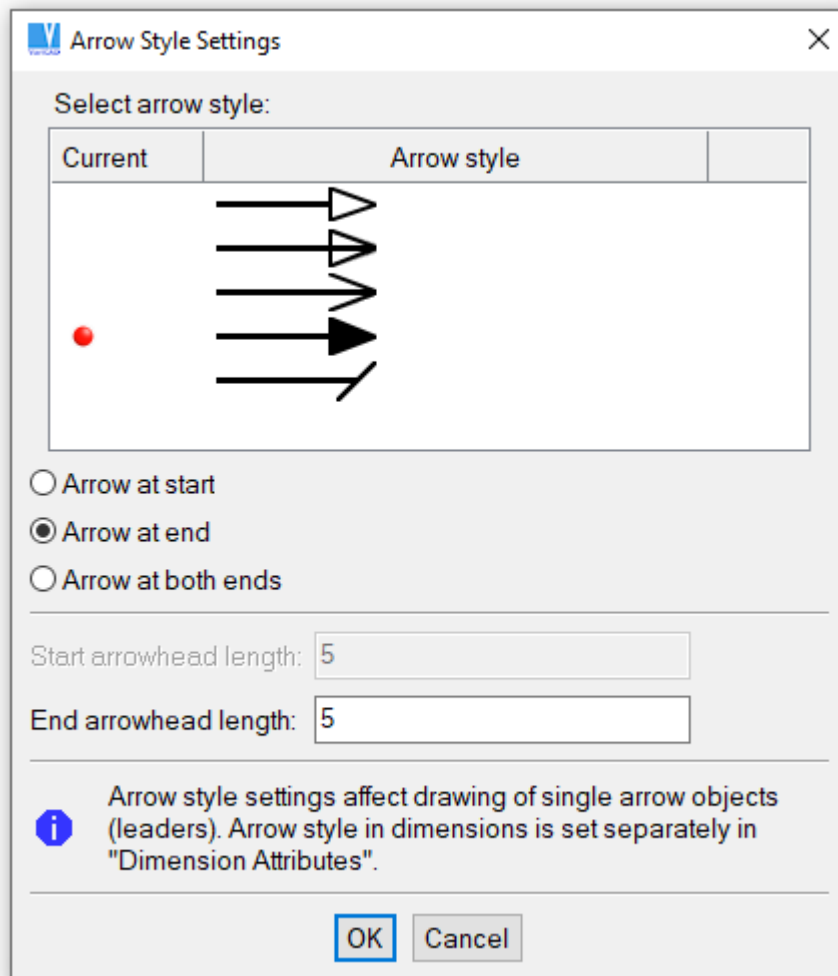 Arrow Style Settings
Select arrow style:
Current Arrow style
Arrow at start
Arrow at end
Arrow at both ends
Start arrowhead length: 5
End arrowhead length: 5
Arrow style settings affect drawing of single arrow objects
(leaders). Arrow style in dimensions is set separately in
"Dimension Attributes".
OK Cancel